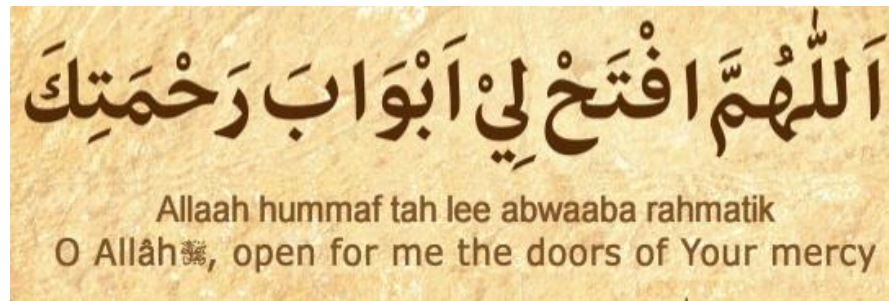 اَللّٰهُمَّ افْتَحْ لِيْ اَبْوَابَ رَحْمَتِكَ
Allaah hummaf tah lee abwaaba rahmatik
O Allâhﷻ, open for me the doors of Your mercy